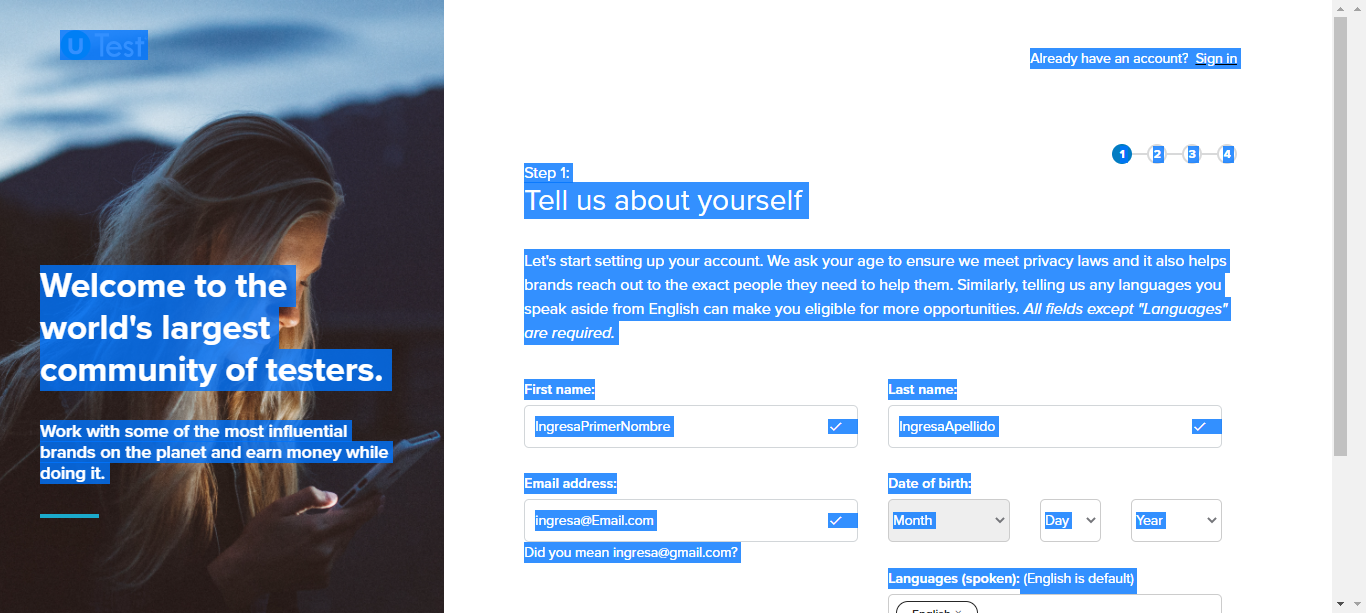 U Test
Already have an account? Sign in
1 2 3 4
Step 1:
Tell us about yourself
Let's start setting up your account. We ask your age to ensure we meet privacy laws and it also helps
brands reach out to the exact people they need to help them. Similarly, telling us any languages you
speak aside from English can make you eligible for more opportunities. All fields except "Languages"
are required.
Welcome to the
world's largest
community of testers.
Work with some of the most influential
brands on the planet and earn money while
doing it.
First name: Last name:
IngresaPrimerNombre IngresaApellido
Email address: Date of birth:
ingresa@Email.com Month Day Year
Did you mean ingresa@gmail.com?
Languages (spoken): (English is default)
English ×